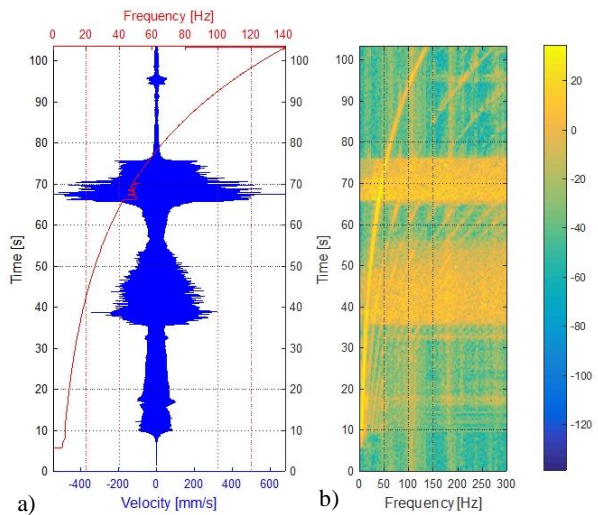 Frequency [Hz]
0 20 40 60 80 100 120 140
100 100 100
90 90 90
80 80 80
70 70 70
60 60 60
50 50 50
40 40 40
30 30 30
20 20 20
10 10 10
0 0 0
Time [s]
Time [s]
-400 -200 0 200 400 600
Velocity [mm/s]
a)
0 50 100 150 200 250 300
Frequency [Hz]
b)
20
0
-20
-40
-60
-80
-100
-120